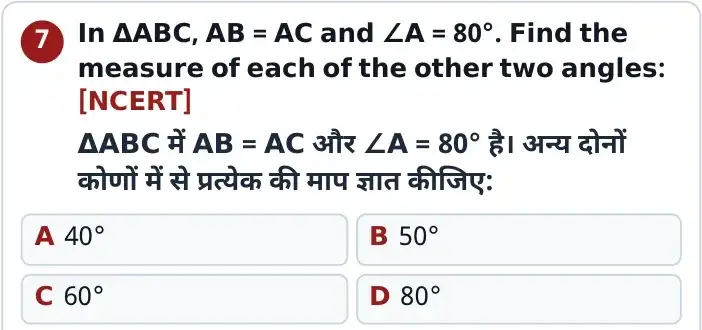 7 In ΔABC, AB = AC and ∠A = 80°. Find the
measure of each of the other two angles:
[NCERT]
ΔABC में AB = AC और ∠A = 80° है। अन्य दोनों
कोणों में से प्रत्येक की माप ज्ञात कीजिए:
A 40°
B 50°
C 60°
D 80°